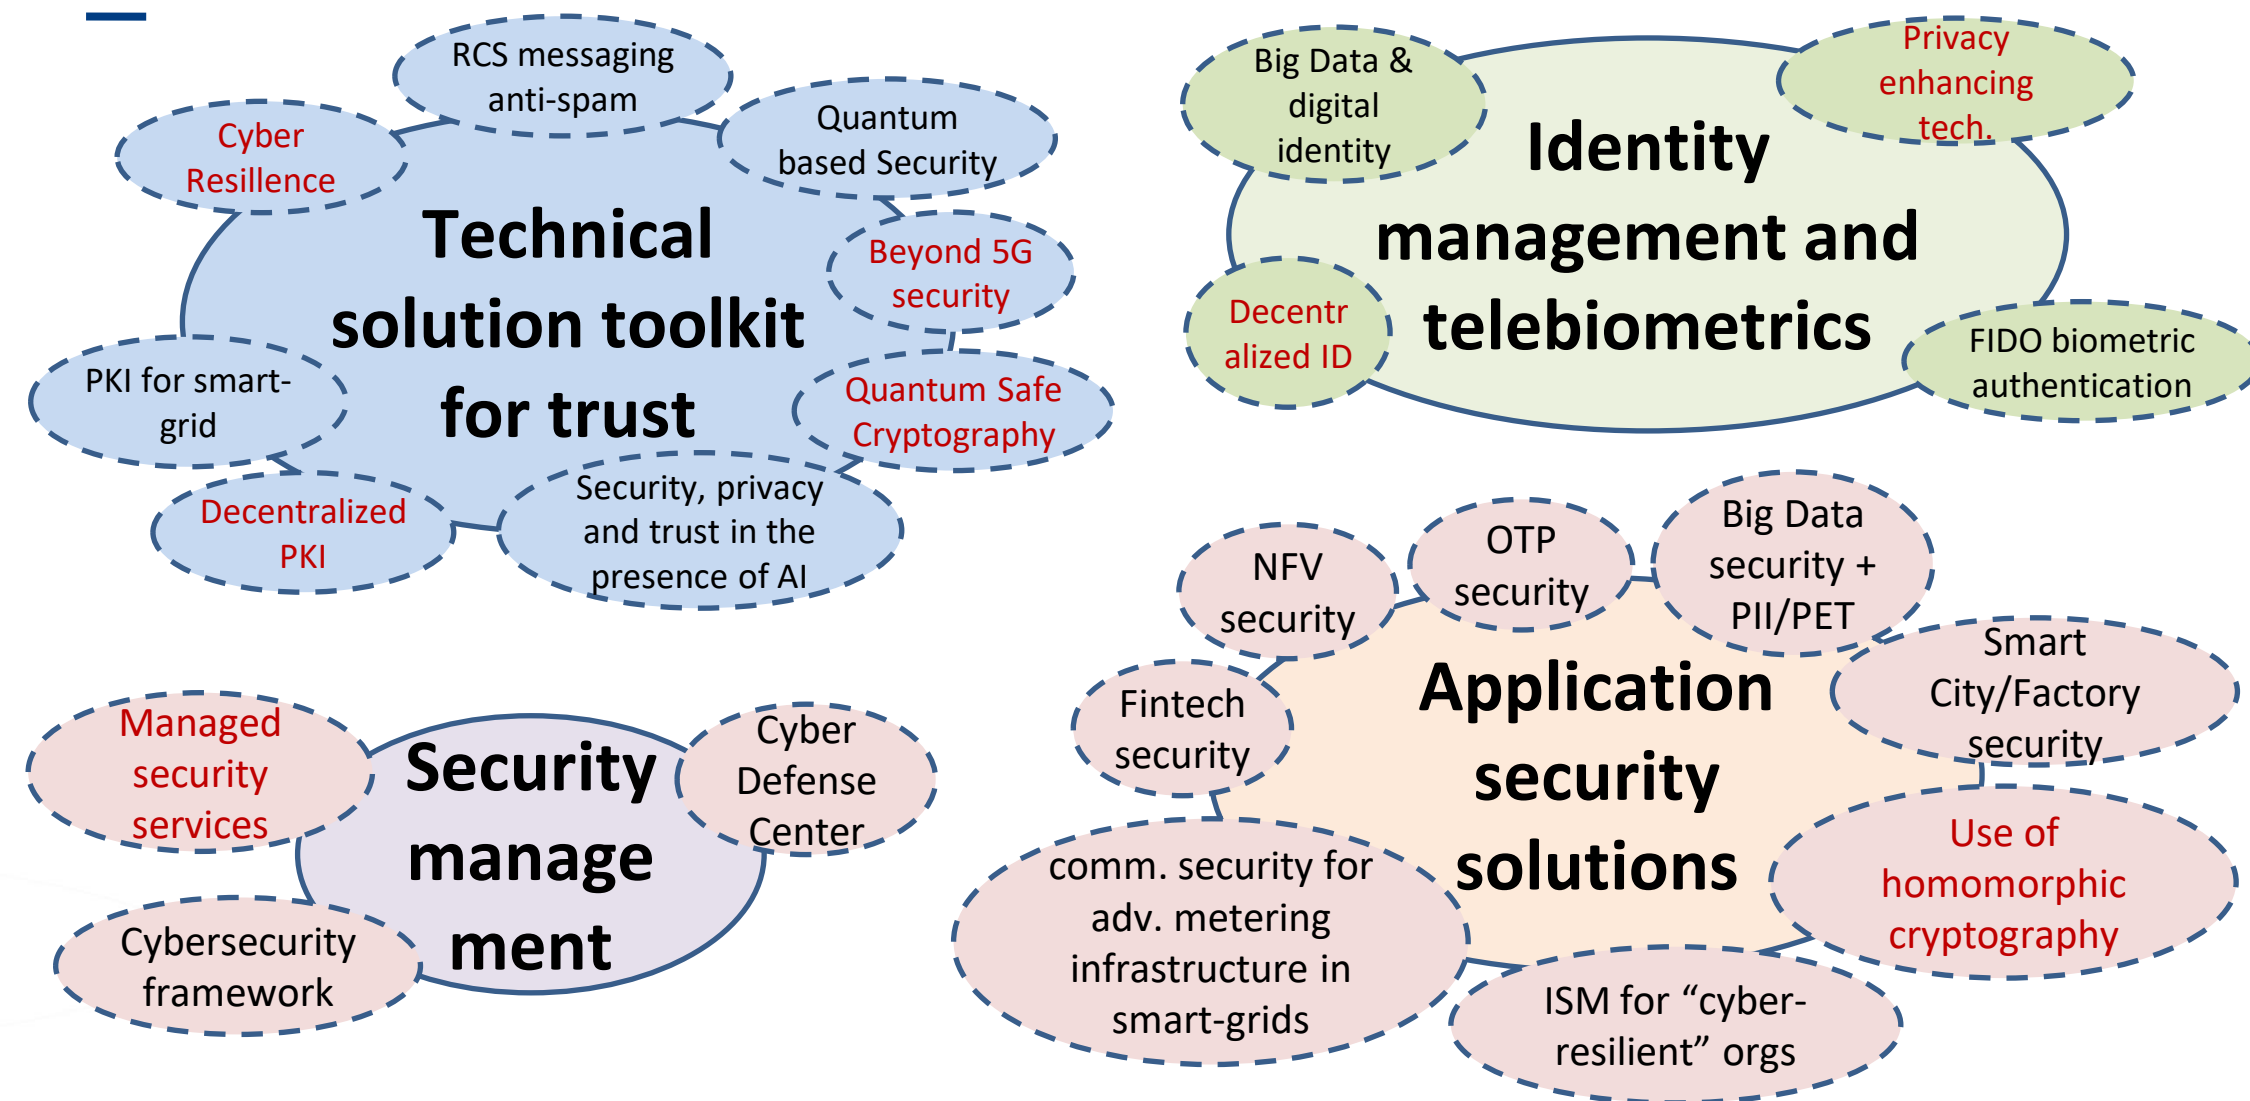 RCS messaging
anti-spam
Cyber
Resillence
Quantum
based Security
Technical
solution toolkit
for trust
Beyond 5G
security
PKI for smart-
grid
Quantum Safe
Cryptography
Decentralized
PKI
Security, privacy
and trust in the
presence of AI
Big Data &
digital
identity
Privacy
enhancing
tech.
Identity
management and
telebiometrics
Decentr
alized ID
FIDO biometric
authentication
Managed
security
services
Security
manage
ment
Cyber
Defense
Center
Cybersecurity
framework
NFV
security
OTP
security
Big Data
security +
PII/PET
Fintech
security
Application
security
solutions
Smart
City/Factory
security
comm. security for
adv. metering
infrastructure in
smart-grids
Use of
homomorphic
cryptography
ISM for “cyber-
resilient” orgs